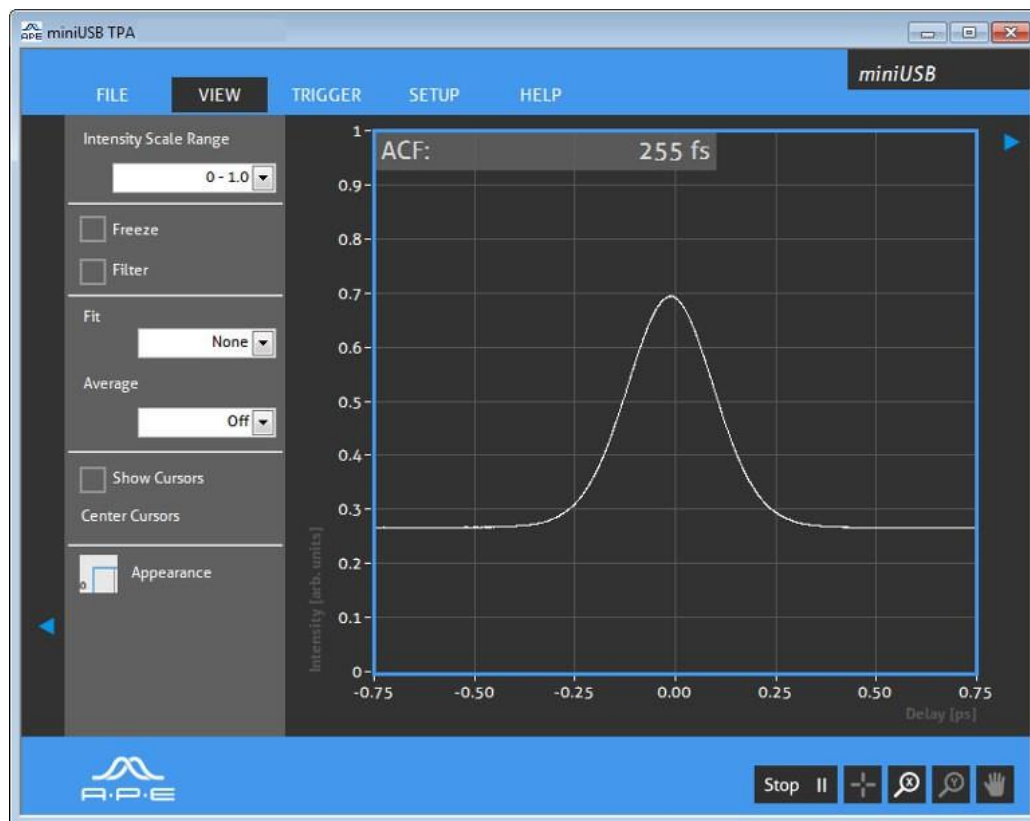 APE miniUSB TPA
miniUSB
FILE VIEW TRIGGER SETUP HELP
Intensity Scale Range
0 - 1.0
Freeze
Filter
Fit
None
Average
Off
Show Cursors
Center Cursors
0
Appearance
ACF: 255 fs
1
0.9
0.8
0.7
0.6
0.5
0.4
0.3
0.2
0.1
0
Intensity [arb. units]
-0.75 -0.50 -0.25 0.00 0.25 0.50 0.75
Delay [ps]
A·P·E
Stop
X
Y